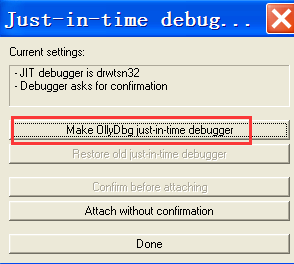 Just-in-time debug...
Current settings:
- JIT debugger is drwtsn32
- Debugger asks for confirmation
Make OllyDbg just-in-time debugger
Restore old just-in-time debugger
Confirm before attaching
Attach without confirmation
Done